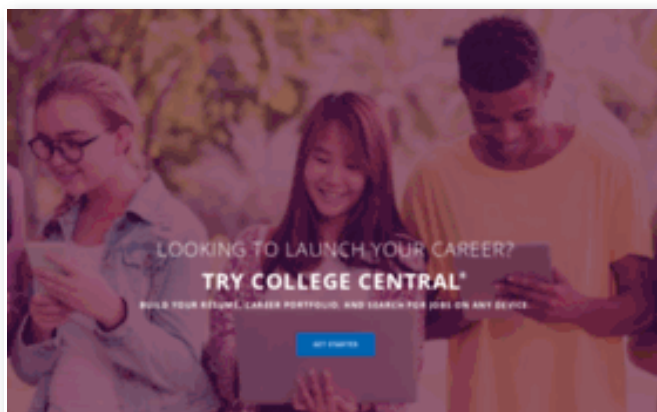 LOOKING TO LAUNCH YOUR CAREER?
TRY COLLEGE CENTRAL®
BUILD YOUR RÉSUMÉ, CAREER PORTFOLIO, AND SEARCH FOR JOBS ON ANY DEVICE.
GET STARTED